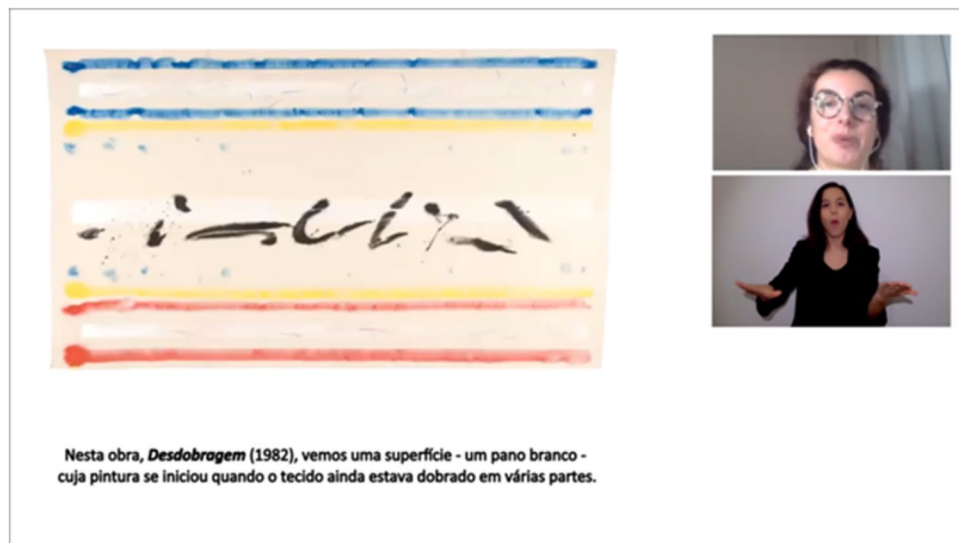 Nesta obra, Desdobragem (1982), vemos uma superfície - um pano branco -
cuja pintura se iniciou quando o tecido ainda estava dobrado em várias partes.